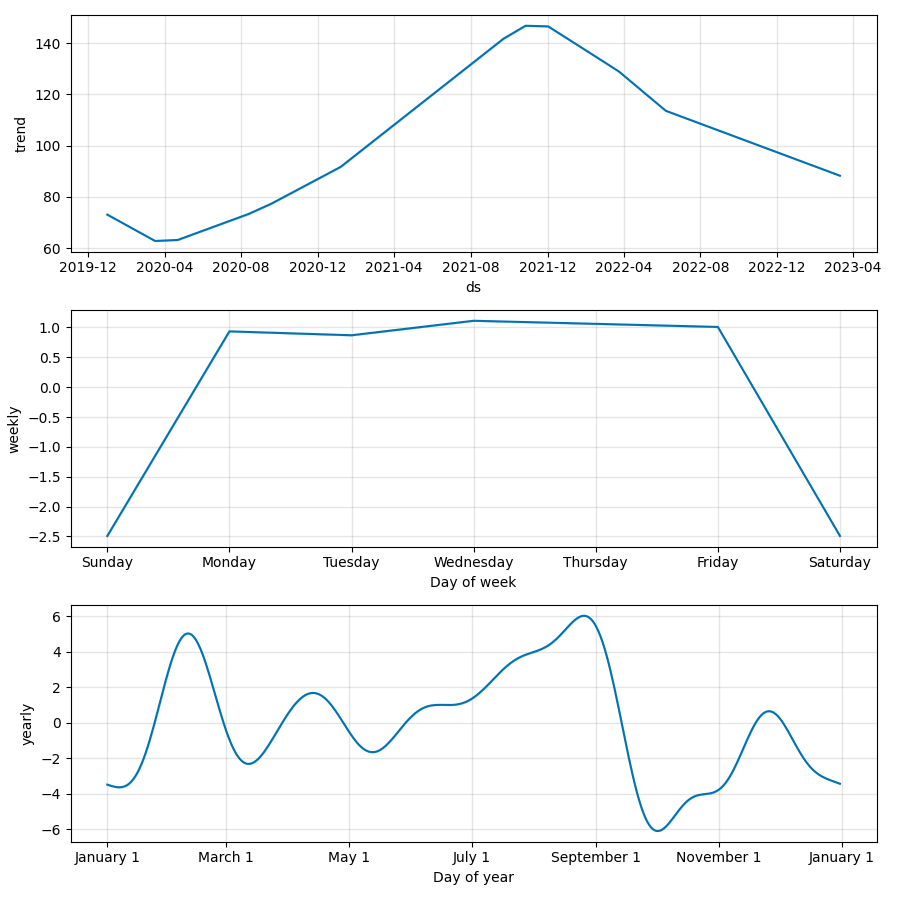 140
120
100
80
60
trend
2019-12 2020-04 2020-08 2020-12 2021-04 2021-08 2021-12 2022-04 2022-08 2022-12 2023-04
ds
1.0
0.5
0.0
−0.5
−1.0
−1.5
−2.0
−2.5
weekly
Sunday Monday Tuesday Wednesday Thursday Friday Saturday
Day of week
6
4
2
0
−2
−4
−6
yearly
January 1 March 1 May 1 July 1 September 1 November 1 January 1
Day of year